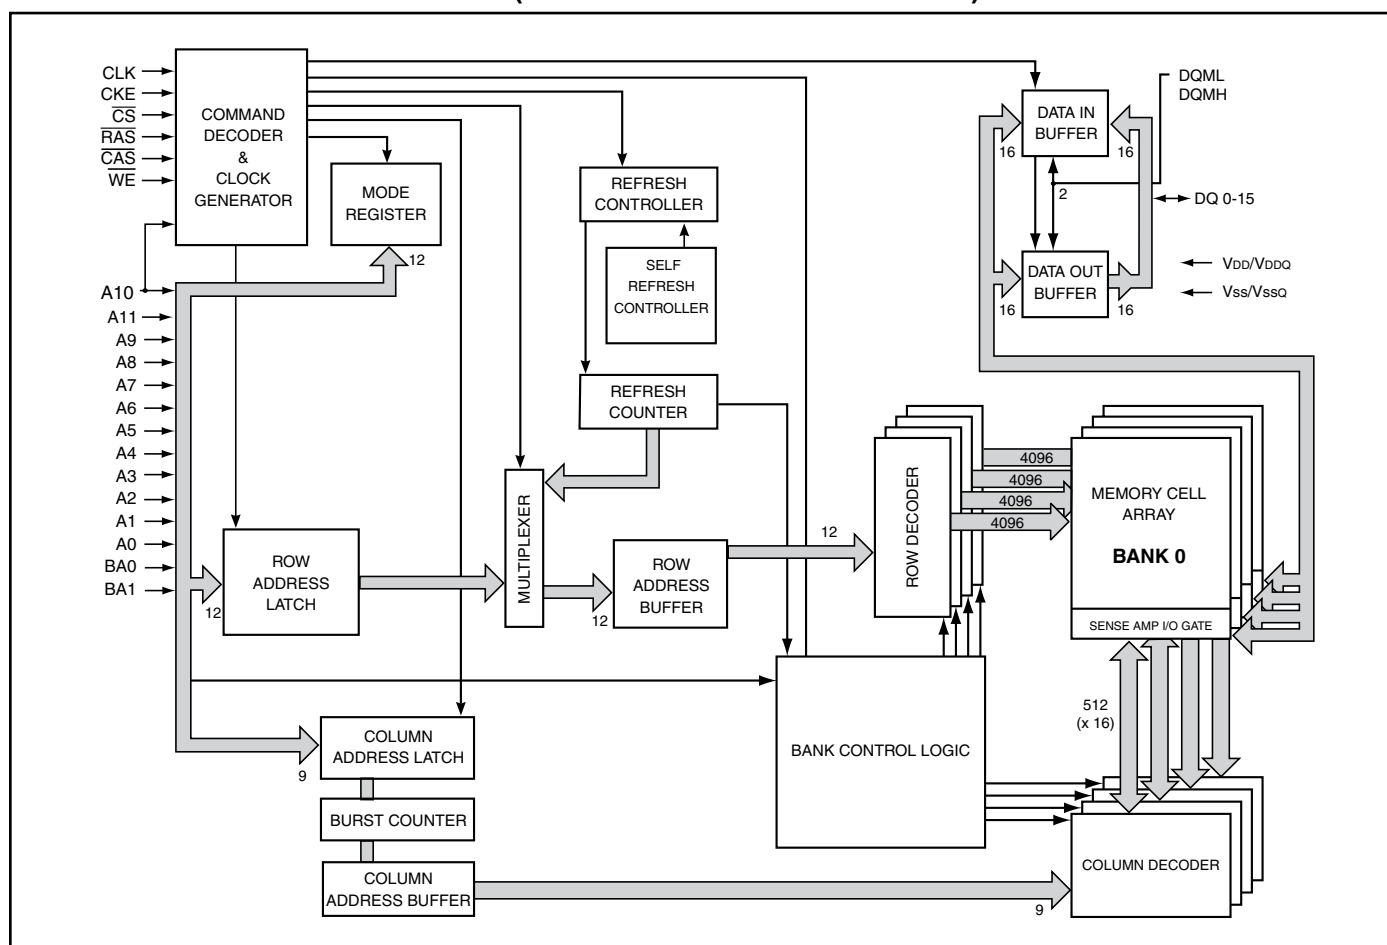 CLK
CKE
CS
RAS
CAS
WE
A10
A11
A9
A8
A7
A6
A5
A4
A3
A2
A1
A0
BA0
BA1
COMMAND
DECODER
&
CLOCK
GENERATOR
MODE
REGISTER
12
REFRESH
CONTROLLER
SELF
REFRESH
CONTROLLER
REFRESH
COUNTER
DATA IN
BUFFER
16
16
DQML
DQMH
2
DQ 0-15
DATA OUT
BUFFER
16
16
VDD/VDDQ
VSS/VSSQ
ROW
ADDRESS
LATCH
12
MULTIPLEXER
12
ROW
ADDRESS
BUFFER
12
ROW DECODER
4096
4096
4096
4096
MEMORY CELL
ARRAY
BANK 0
SENSE AMP I/O GATE
512
(x 16)
BANK CONTROL LOGIC
COLUMN
ADDRESS LATCH
9
BURST COUNTER
COLUMN
ADDRESS BUFFER
9
COLUMN DECODER